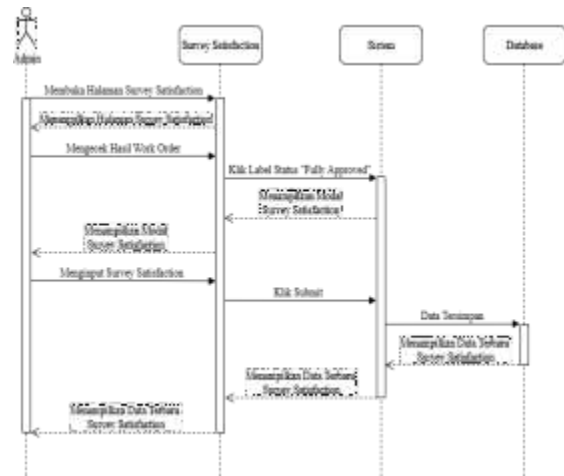 Survey Satisfaction
Sistem
Database
Admin
Membuka Halaman Survey Satisfaction
Menampilkan Halaman Survey Satisfaction
Mengecek Hasil Work Order
Klik Label Status "Fully Approved"
Menampilkan Modal
Survey Satisfaction
Menampilkan Modal
Survey Satisfaction
Menginput Survey Satisfaction
Klik Submit
Data Tersimpan
Menampilkan Data Terbaru
Survey Satisfaction
Menampilkan Data Terbaru
Survey Satisfaction
Menampilkan Data Terbaru
Survey Satisfaction